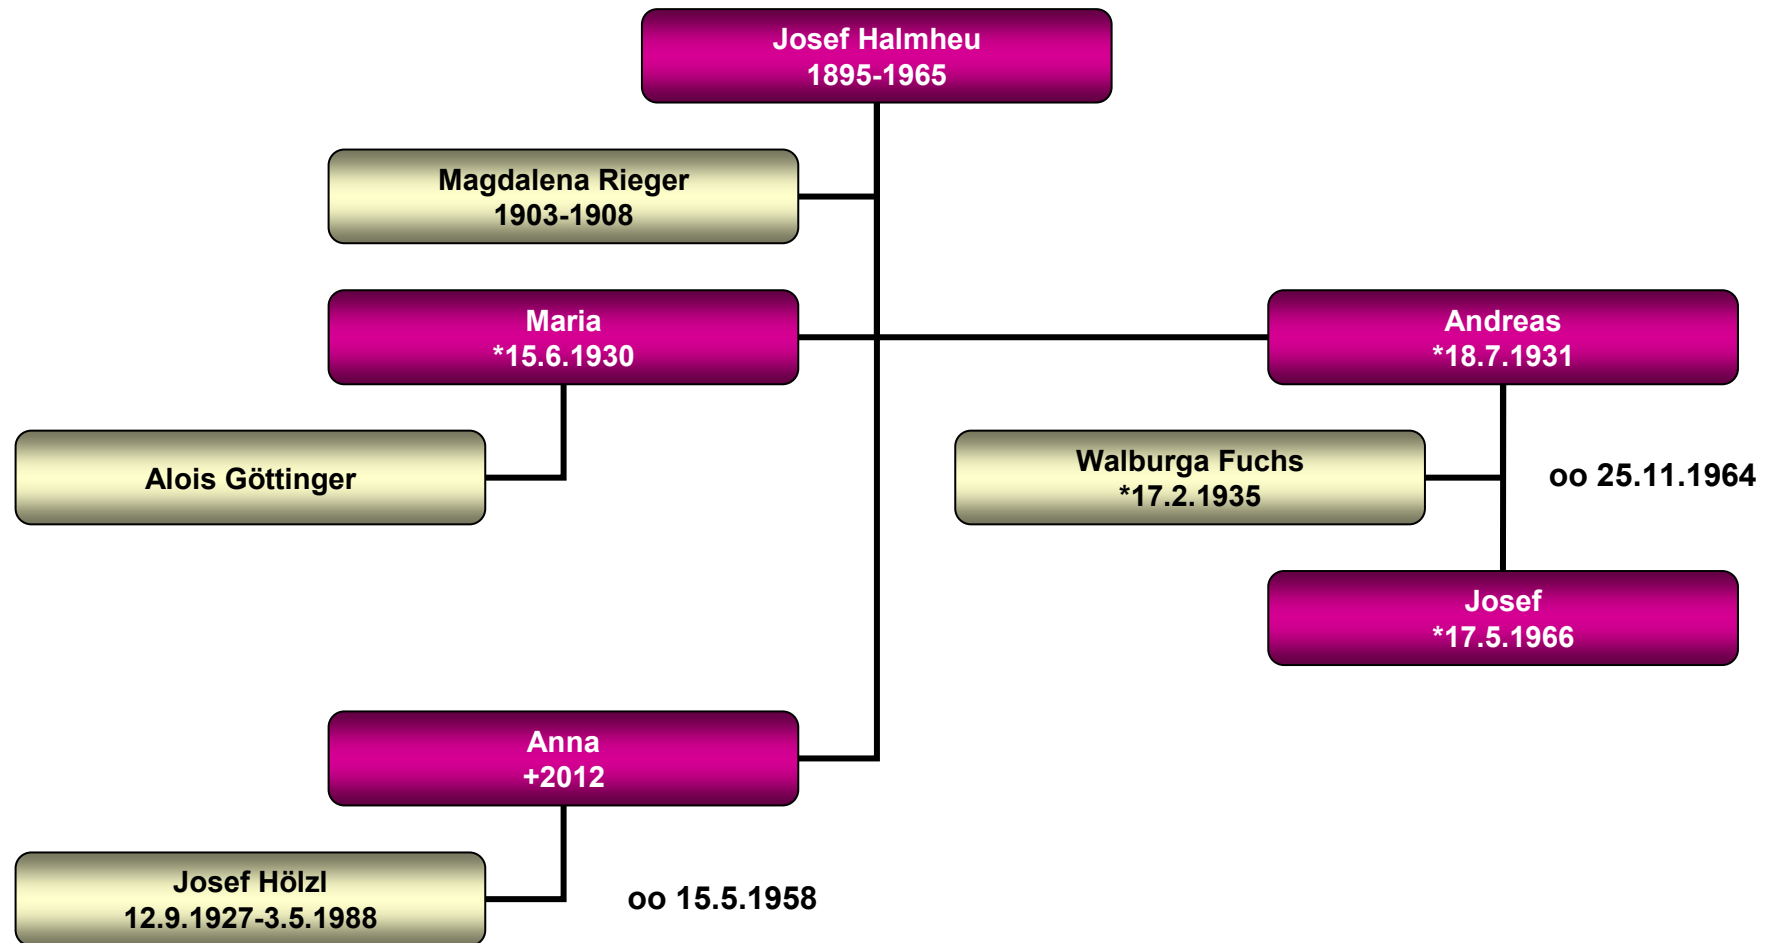 Josef Halmheu
1895-1965
Magdalena Rieger
1903-1908
Maria
*15.6.1930
Andreas
*18.7.1931
Alois Göttinger
Walburga Fuchs
*17.2.1935
oo 25.11.1964
Josef
*17.5.1966
Anna
+2012
Josef Hölzl
12.9.1927-3.5.1988
oo 15.5.1958